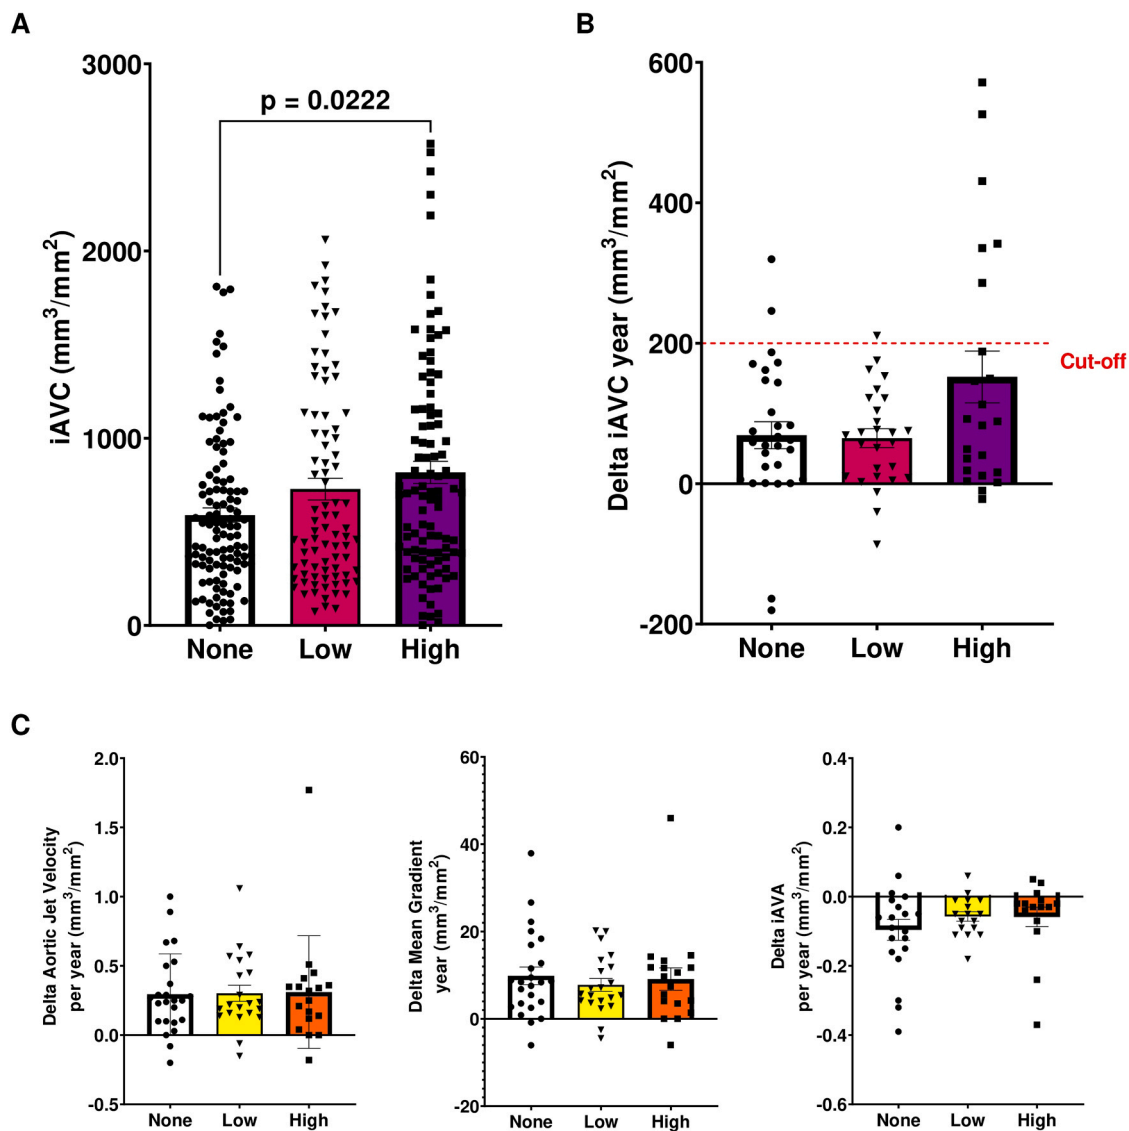 A
B
3000
2000
1000
0
iAVC (mm³/mm²)
p = 0.0222
None Low High
600
400
200
0
-200
Delta iAVC year (mm³/mm²)
Cut-off
None Low High
C
2.0
1.5
1.0
0.5
0.0
-0.5
Delta Aortic Jet Velocity
per year (mm³/mm²)
None Low High
60
40
20
0
-20
Delta Mean Gradient
year (mm³/mm²)
None Low High
0.4
0.2
0.0
-0.2
-0.4
-0.6
Delta iAVA
per year (mm³/mm²)
None Low High